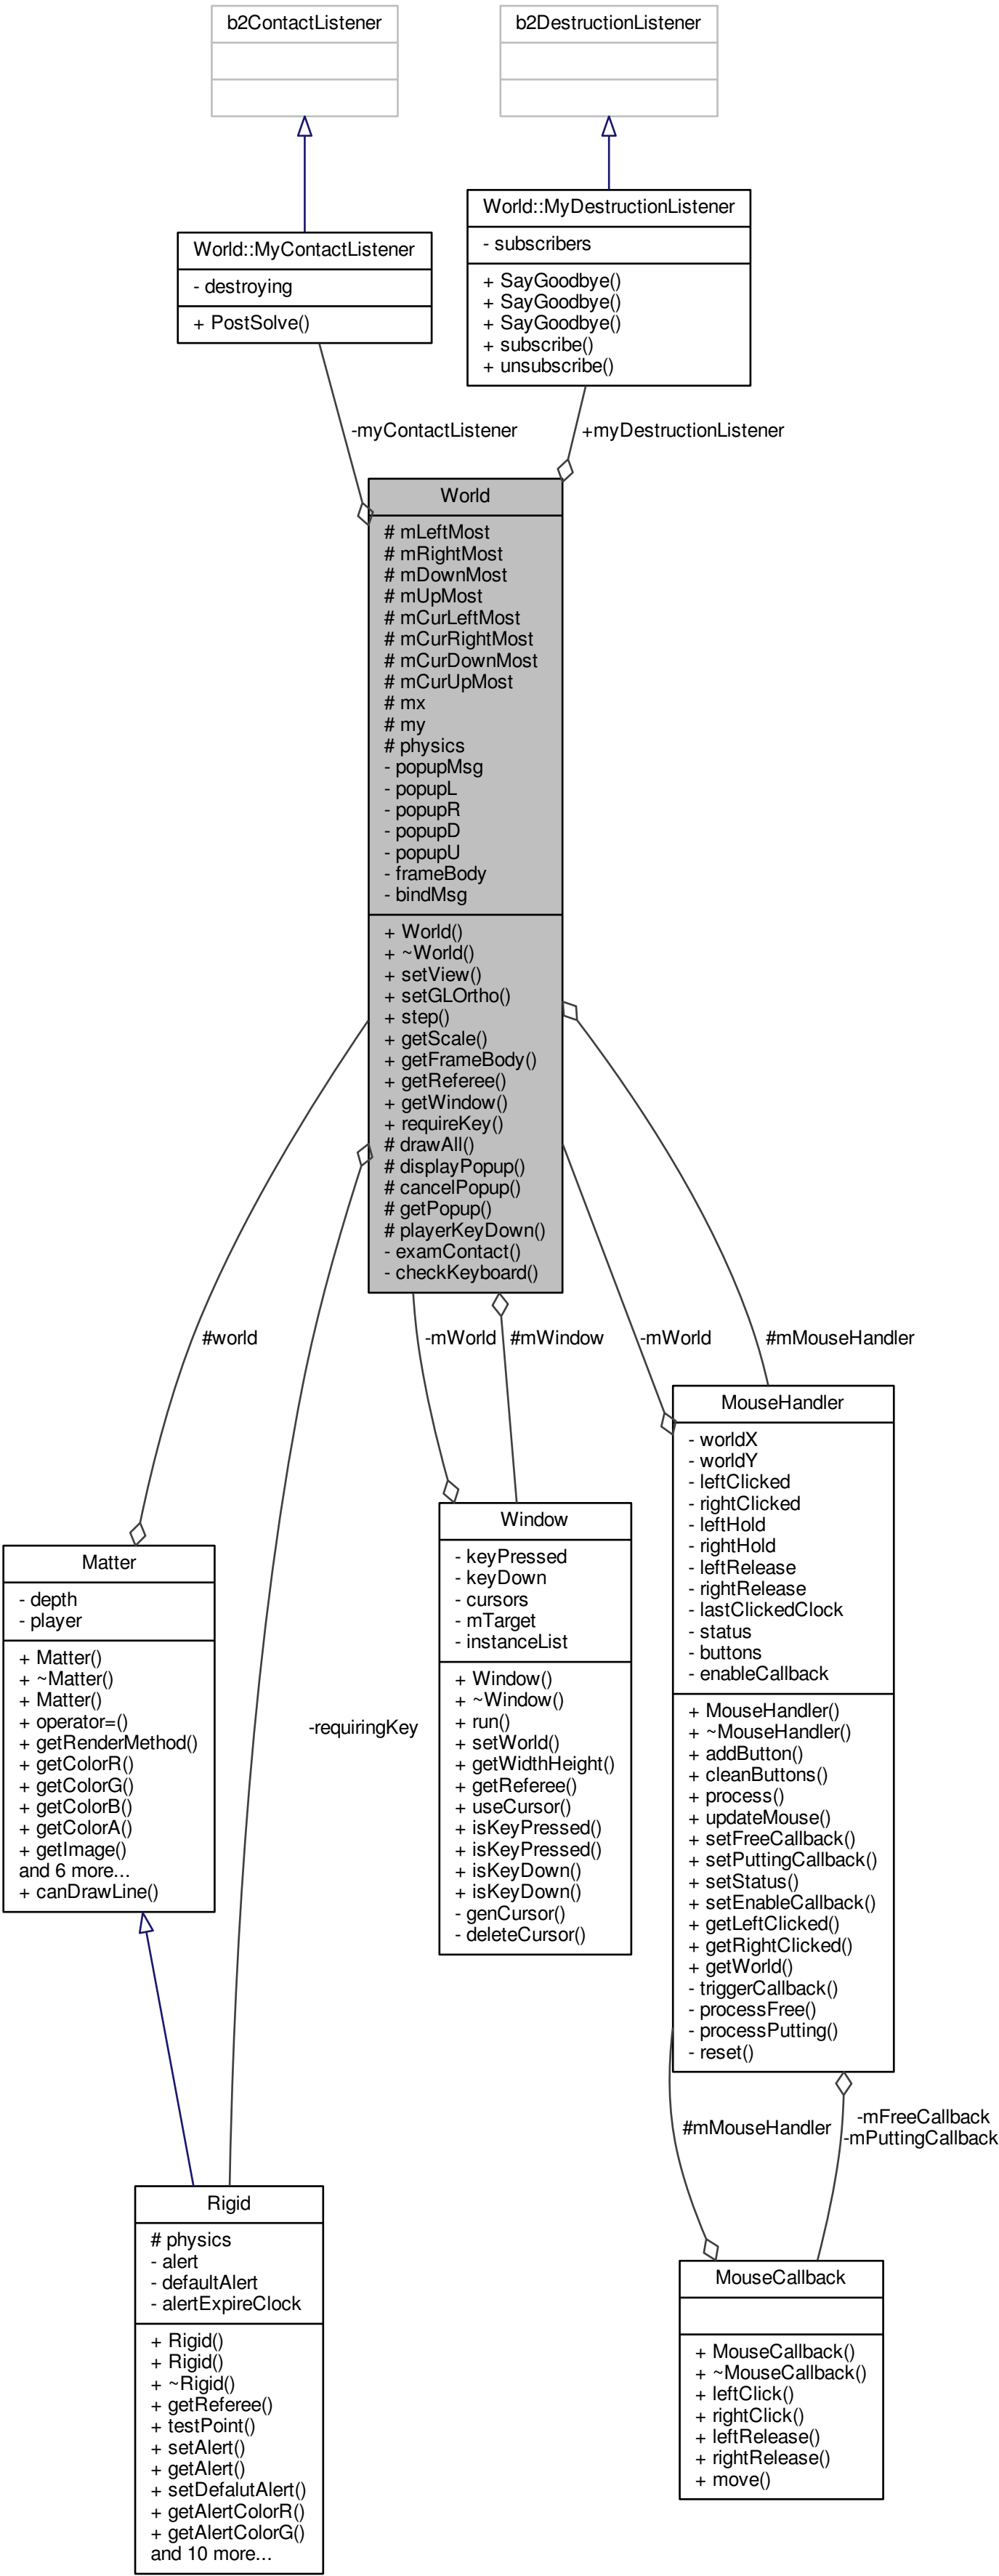 b2ContactListener
b2DestructionListener
World::MyDestructionListener
- subscribers
+ SayGoodbye()
+ SayGoodbye()
+ SayGoodbye()
+ subscribe()
+ unsubscribe()
World::MyContactListener
- destroying
+ PostSolve()
-myContactListener
+myDestructionListener
World
# mLeftMost
# mRightMost
# mDownMost
# mUpMost
# mCurLeftMost
# mCurRightMost
# mCurDownMost
# mCurUpMost
# mx
# my
# physics
- popupMsg
- popupL
- popupR
- popupD
- popupU
- frameBody
- bindMsg
+ World()
+ ~World()
+ setView()
+ setGLOrtho()
+ step()
+ getScale()
+ getFrameBody()
+ getReferee()
+ getWindow()
+ requireKey()
# drawAll()
# displayPopup()
# cancelPopup()
# getPopup()
# playerKeyDown()
- examContact()
- checkKeyboard()
#world
-mWorld
#mWindow
-mWorld
#mMouseHandler
MouseHandler
- worldX
- worldY
- leftClicked
- rightClicked
- leftHold
- rightHold
- leftRelease
- rightRelease
- lastClickedClock
- status
- buttons
- enableCallback
+ MouseHandler()
+ ~MouseHandler()
+ addButton()
+ cleanButtons()
+ process()
+ updateMouse()
+ setFreeCallback()
+ setPuttingCallback()
+ setStatus()
+ setEnableCallback()
+ getLeftClicked()
+ getRightClicked()
+ getWorld()
- triggerCallback()
- processFree()
- processPutting()
- reset()
Window
- keyPressed
- keyDown
- cursors
- mTarget
- instanceList
+ Window()
+ ~Window()
+ run()
+ setWorld()
+ getWidthHeight()
+ getReferee()
+ useCursor()
+ isKeyPressed()
+ isKeyPressed()
+ isKeyDown()
+ isKeyDown()
- genCursor()
- deleteCursor()
Matter
- depth
- player
+ Matter()
+ ~Matter()
+ Matter()
+ operator=()
+ getRenderMethod()
+ getColorR()
+ getColorG()
+ getColorB()
+ getColorA()
+ getImage()
and 6 more...
+ canDrawLine()
-requiringKey
#mMouseHandler
-mFreeCallback
-mPuttingCallback
Rigid
# physics
- alert
- defaultAlert
- alertExpireClock
+ Rigid()
+ Rigid()
+ ~Rigid()
+ getReferee()
+ testPoint()
+ setAlert()
+ getAlert()
+ setDefalutAlert()
+ getAlertColorR()
+ getAlertColorG()
and 10 more...
MouseCallback
+ MouseCallback()
+ ~MouseCallback()
+ leftClick()
+ rightClick()
+ leftRelease()
+ rightRelease()
+ move()